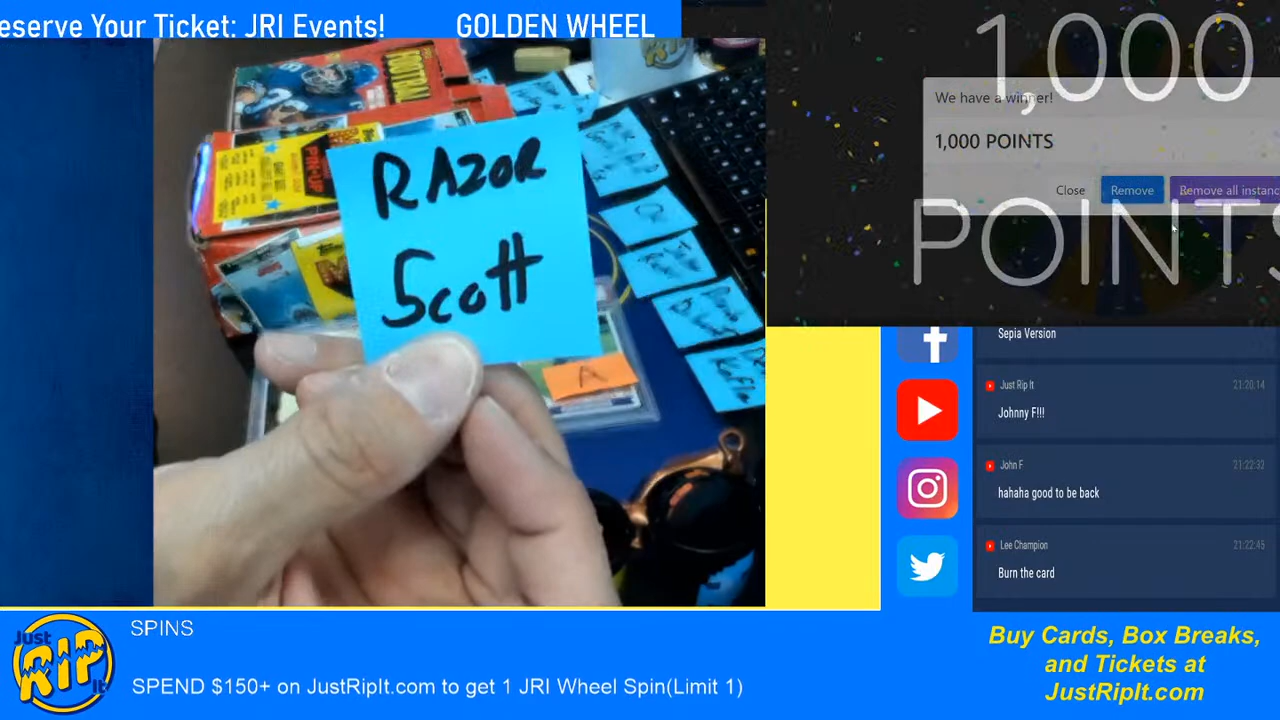 eserve Your Ticket: JRI Events!
GOLDEN WHEEL
1,000
POINTS
We have a winner!
1,000 POINTS
Close
Remove
Remove all instanc
FOOTBALL
PIN-UP
RAZOR
Scott
A
Sepia Version
Just Rip It
21:20:14
Johnny F!!!
John F
21:22:32
hahaha good to be back
Lee Champion
21:22:45
Burn the card
Just
RIP
It
SPINS
SPEND $150+ on JustRipIt.com to get 1 JRI Wheel Spin(Limit 1)
Buy Cards, Box Breaks,
and Tickets at
JustRipIt.com